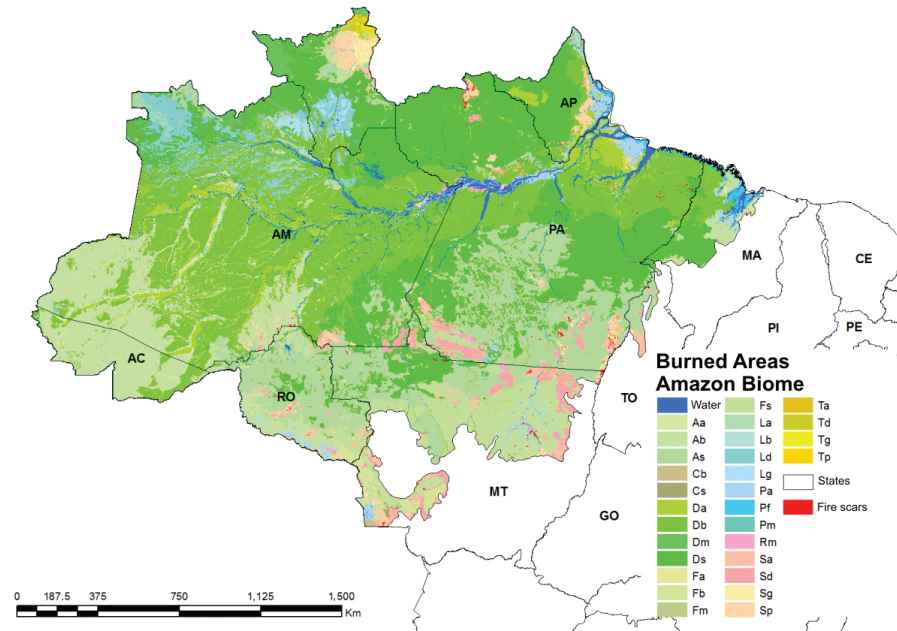 AP
AM
PA
MA
CE
PI
PE
AC
RO
TO
MT
GO
Burned Areas
Amazon Biome
Water
Aa
Ab
As
Cb
Cs
Da
Db
Dm
Ds
Fa
Fb
Fm
Fs
La
Lb
Ld
Lg
Pa
Pf
Pm
Rm
Sa
Sd
Sg
Sp
Ta
Td
Tg
Tp
States
Fire scars
0 187.5 375 750 1,125 1,500
Km